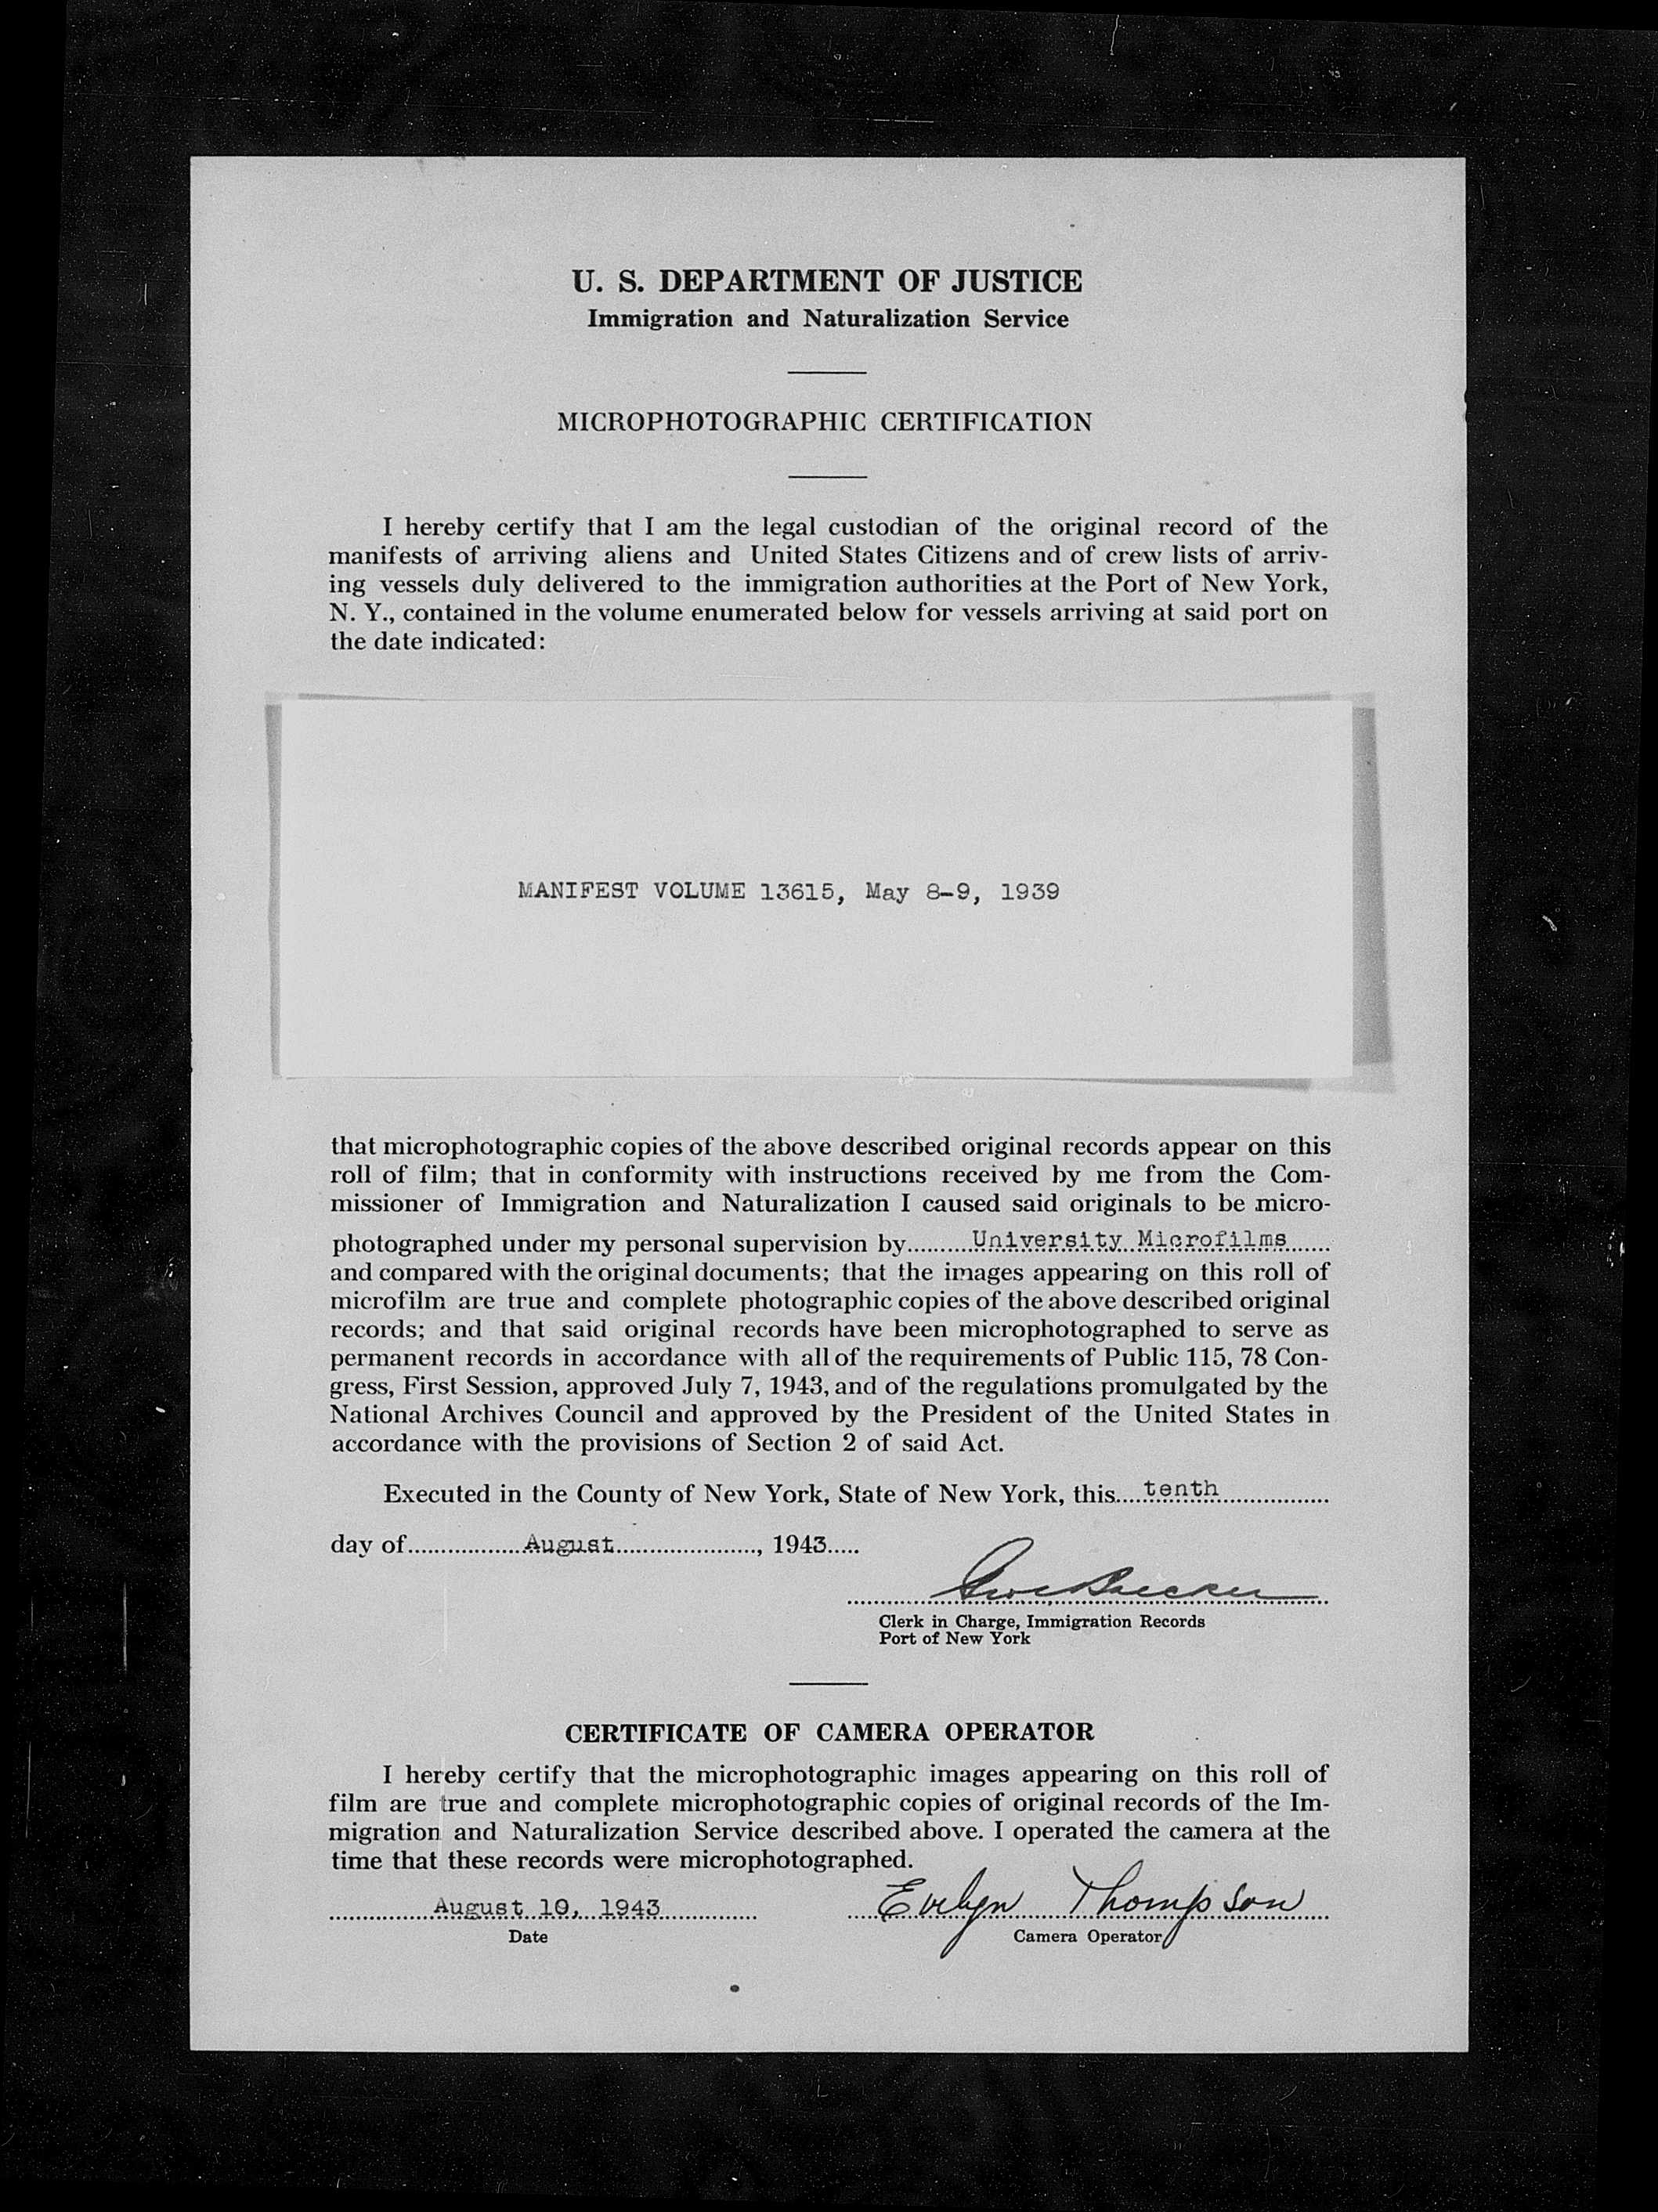 U. S. DEPARTMENT OF JUSTICE
Immigration and Naturalization Service
MICROPHOTOGRAPHIC CERTIFICATION
I hereby certify that I am the legal custodian of the original record of the
manifests of arriving aliens and United States Citizens and of crew lists of arriv-
ing vessels duly delivered to the immigration authorities at the Port of New York,
N. Y., contained in the volume enumerated below for vessels arriving at said port on
the date indicated:
MANIFEST VOLUME 13615, May 8-9, 1939
that microphotographic copies of the above described original records appear on this
roll of film; that in conformity with instructions received by me from the Com-
missioner of Immigration and Naturalization I caused said originals to be micro-
photographed under my personal supervision by University Microfilms
and compared with the original documents; that the images appearing on this roll of
microfilm are true and complete photographic copies of the above described original
records; and that said original records have been microphotographed to serve as
permanent records in accordance with all of the requirements of Public 115, 78 Con-
gress, First Session, approved July 7, 1943, and of the regulations promulgated by the
National Archives Council and approved by the President of the United States in
accordance with the provisions of Section 2 of said Act.
Executed in the County of New York, State of New York, this tenth
day of August, 1943
Clerk in Charge, Immigration Records
Port of New York
CERTIFICATE OF CAMERA OPERATOR
I hereby certify that the microphotographic images appearing on this roll of
film are true and complete microphotographic copies of original records of the Im-
migration and Naturalization Service described above. I operated the camera at the
time that these records were microphotographed.
August 10, 1943 Evelyn Thompson
Date Camera Operator